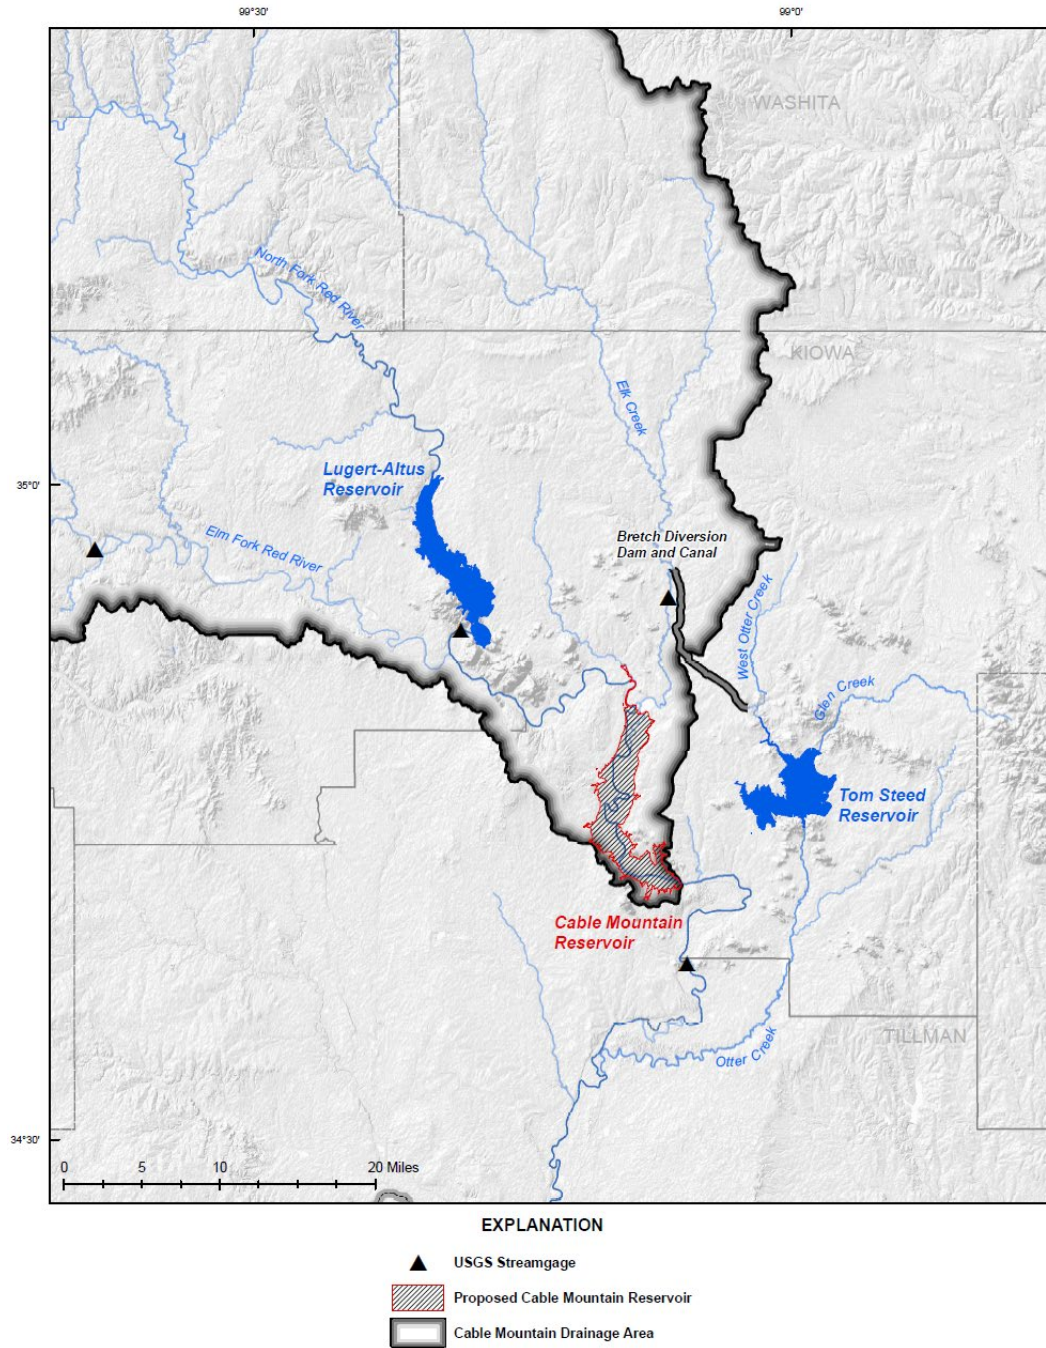 99°30'
99°0'
WASHITA
North Fork Red River
KIOWA
Elk Creek
Lugert-Altus
Reservoir
35°0'
Elm Fork Red River
Bretch Diversion
Dam and Canal
West Otter Creek
Glen Creek
Tom Steed
Reservoir
Cable Mountain
Reservoir
TILLMAN
Otter Creek
34°30'
0 5 10 20 Miles
EXPLANATION
USGS Streamgage
Proposed Cable Mountain Reservoir
Cable Mountain Drainage Area